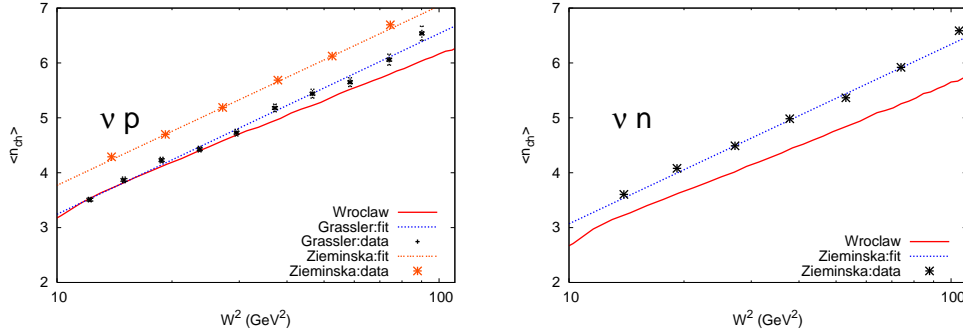 7
6
5
4
3
2
<n_ch>
ν p
Wroclaw
Grassler:fit
Grassler:data
Zieminska:fit
Zieminska:data
10
100
W² (GeV²)
7
6
5
4
3
2
<n_ch>
ν n
Wroclaw
Zieminska:fit
Zieminska:data
10
100
W² (GeV²)